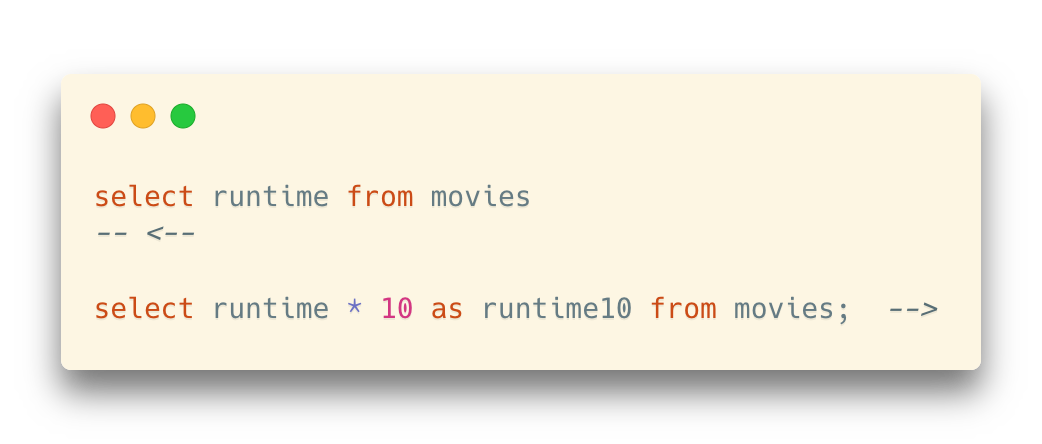 select runtime from movies
-- <--
select runtime * 10 as runtime10 from movies;  -->